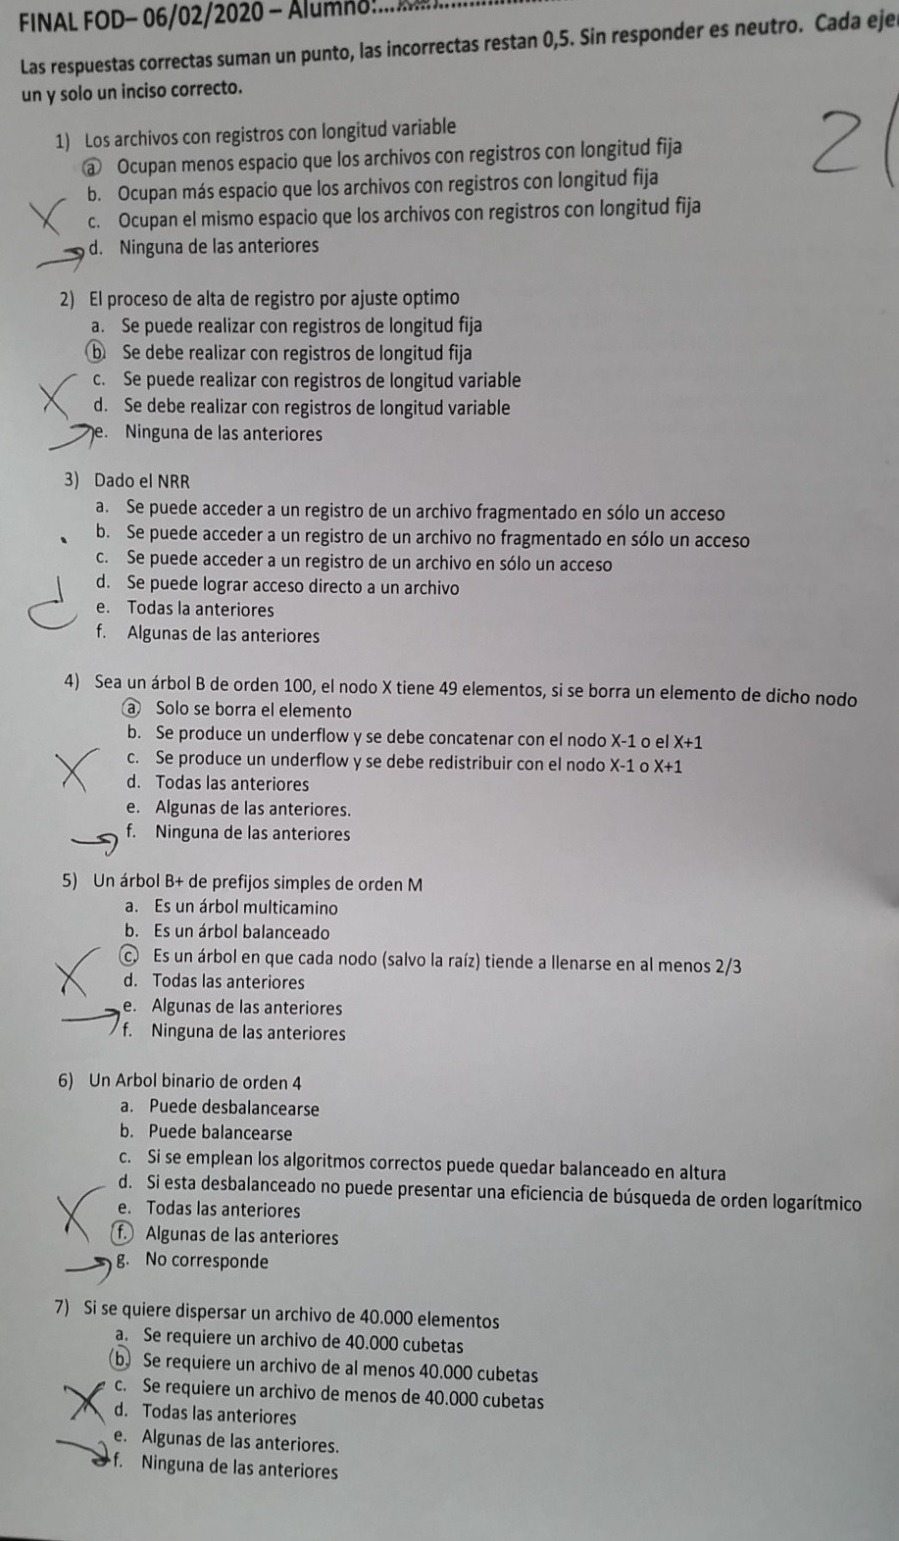 FINAL FOD– 06/02/2020 – Alumno:
Las respuestas correctas suman un punto, las incorrectas restan 0,5. Sin responder es neutro. Cada eje
un y solo un inciso correcto.
2
1) Los archivos con registros con longitud variable
a. Ocupan menos espacio que los archivos con registros con longitud fija
b. Ocupan más espacio que los archivos con registros con longitud fija
c. Ocupan el mismo espacio que los archivos con registros con longitud fija
d. Ninguna de las anteriores
2) El proceso de alta de registro por ajuste optimo
a. Se puede realizar con registros de longitud fija
b. Se debe realizar con registros de longitud fija
c. Se puede realizar con registros de longitud variable
d. Se debe realizar con registros de longitud variable
e. Ninguna de las anteriores
3) Dado el NRR
a. Se puede acceder a un registro de un archivo fragmentado en sólo un acceso
b. Se puede acceder a un registro de un archivo no fragmentado en sólo un acceso
c. Se puede acceder a un registro de un archivo en sólo un acceso
d. Se puede lograr acceso directo a un archivo
e. Todas la anteriores
f. Algunas de las anteriores
4) Sea un árbol B de orden 100, el nodo X tiene 49 elementos, si se borra un elemento de dicho nodo
a. Solo se borra el elemento
b. Se produce un underflow y se debe concatenar con el nodo X-1 o el X+1
c. Se produce un underflow y se debe redistribuir con el nodo X-1 o X+1
d. Todas las anteriores
e. Algunas de las anteriores.
f. Ninguna de las anteriores
5) Un árbol B+ de prefijos simples de orden M
a. Es un árbol multicamino
b. Es un árbol balanceado
c. Es un árbol en que cada nodo (salvo la raíz) tiende a llenarse en al menos 2/3
d. Todas las anteriores
e. Algunas de las anteriores
f. Ninguna de las anteriores
6) Un Arbol binario de orden 4
a. Puede desbalancearse
b. Puede balancearse
c. Si se emplean los algoritmos correctos puede quedar balanceado en altura
d. Si esta desbalanceado no puede presentar una eficiencia de búsqueda de orden logarítmico
e. Todas las anteriores
f. Algunas de las anteriores
g. No corresponde
7) Si se quiere dispersar un archivo de 40.000 elementos
a. Se requiere un archivo de 40.000 cubetas
b. Se requiere un archivo de al menos 40.000 cubetas
c. Se requiere un archivo de menos de 40.000 cubetas
d. Todas las anteriores
e. Algunas de las anteriores.
f. Ninguna de las anteriores